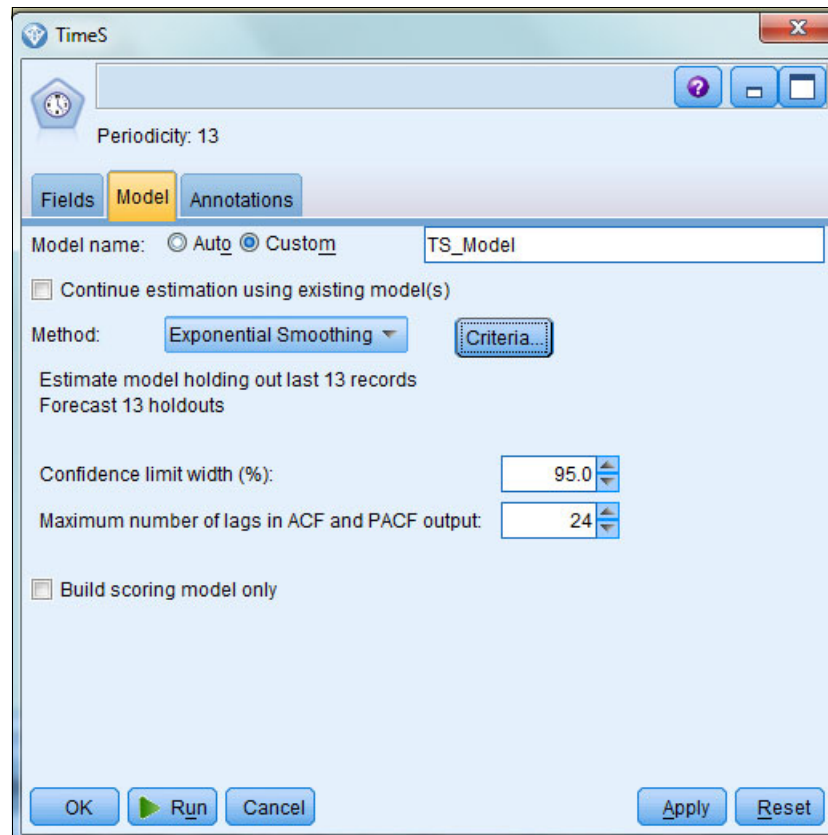 TimeS
Periodicity: 13
Fields Model Annotations
Model name: Auto Custom TS_Model
Continue estimation using existing model(s)
Method: Exponential Smoothing Criteria...
Estimate model holding out last 13 records
Forecast 13 holdouts
Confidence limit width (%): 95.0
Maximum number of lags in ACF and PACF output: 24
Build scoring model only
OK Run Cancel Apply Reset